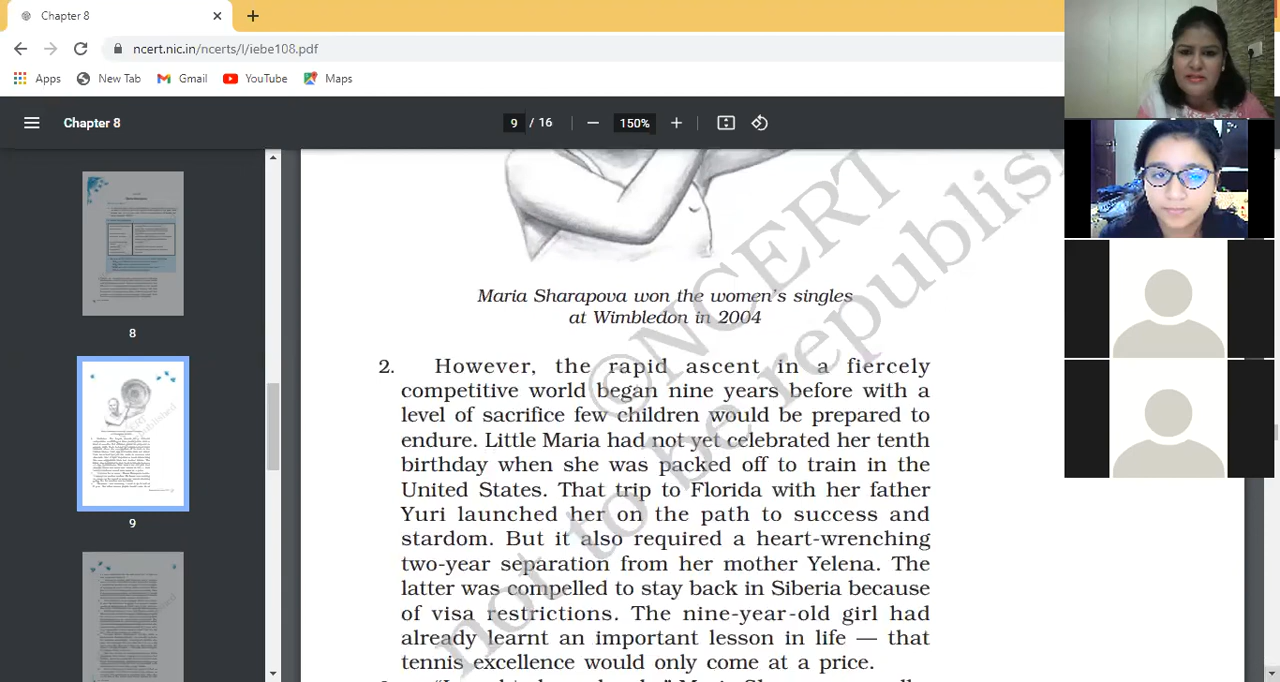 Chapter 8
ncert.nic.in/ncerts/l/iebe108.pdf
Apps New Tab Gmail YouTube Maps
Chapter 8
9 / 16
150%
8
9
©NCERT
not to be republished
Maria Sharapova won the women's singles
at Wimbledon in 2004
2. However, the rapid ascent in a fiercely
competitive world began nine years before with a
level of sacrifice few children would be prepared to
endure. Little Maria had not yet celebrated her tenth
birthday when she was packed off to train in the
United States. That trip to Florida with her father
Yuri launched her on the path to success and
stardom. But it also required a heart-wrenching
two-year separation from her mother Yelena. The
latter was compelled to stay back in Siberia because
of visa restrictions. The nine-year-old girl had
already learnt an important lesson in life — that
tennis excellence would only come at a price.